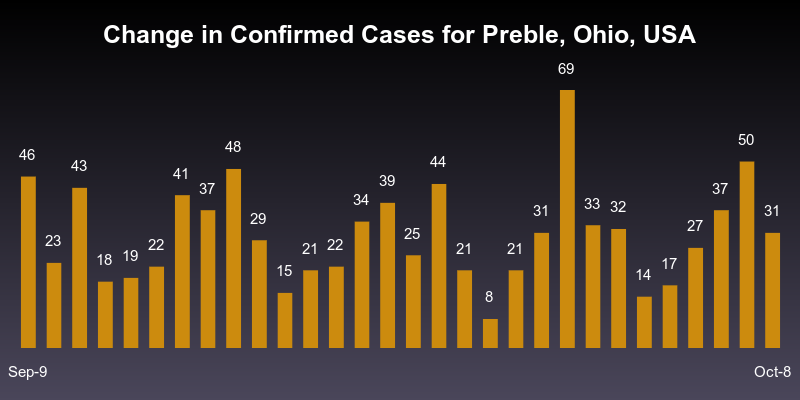 Change in Confirmed Cases for Preble, Ohio, USA
46 23 43 18 19 22 41 37 48 29 15 21 22 34 39 25 44 21 8 21 31 69 33 32 14 17 27 37 50 31
Sep-9 Oct-8